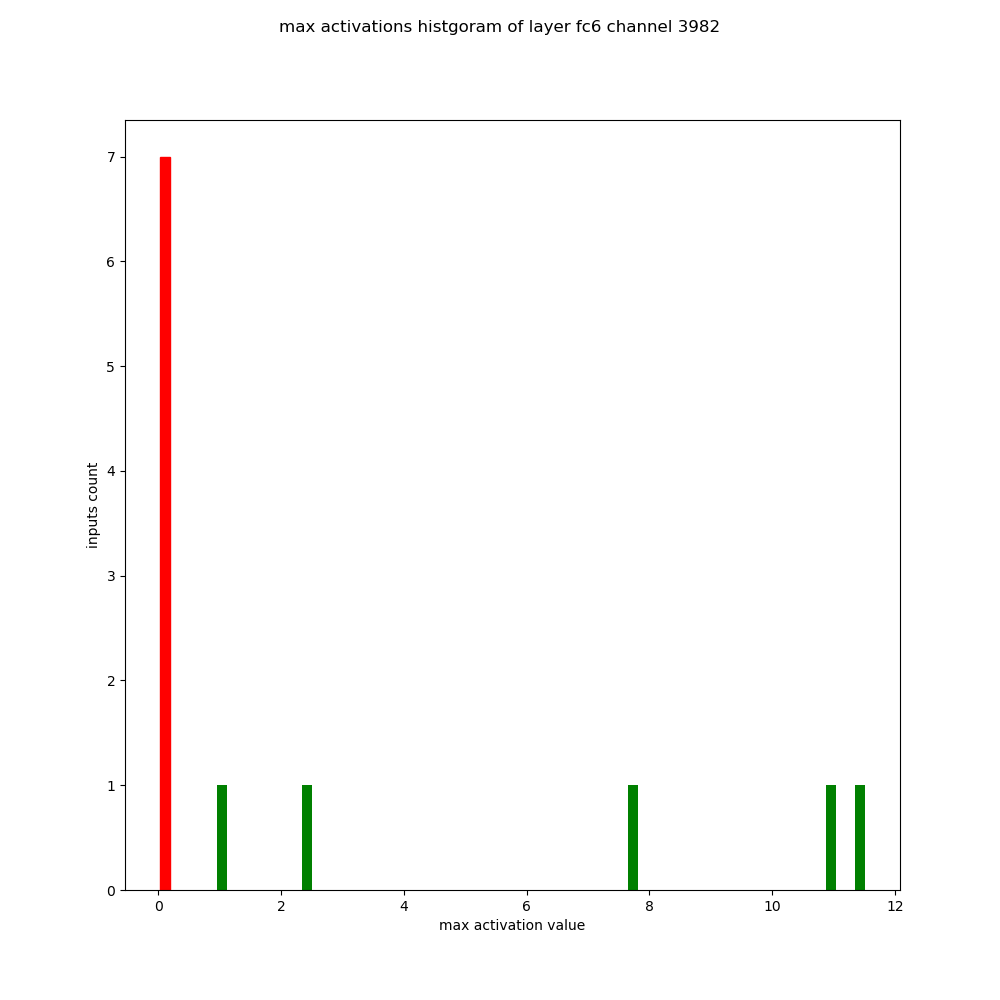 max activations histgoram of layer fc6 channel 3982
7
6
5
4
3
2
1
0
inputs count
0 2 4 6 8 10 12
max activation value